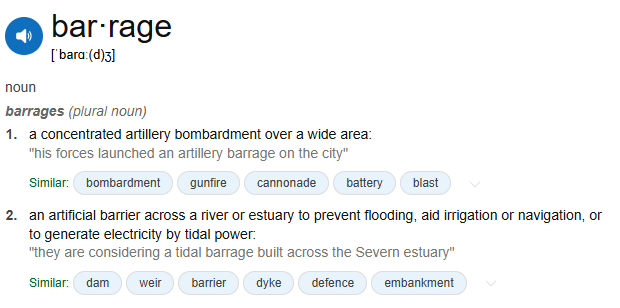 bar·rage
[ˈbarɑː(d)ʒ]
noun
barrages (plural noun)
1. a concentrated artillery bombardment over a wide area:
"his forces launched an artillery barrage on the city"
Similar: bombardment gunfire cannonade battery blast
2. an artificial barrier across a river or estuary to prevent flooding, aid irrigation or navigation, or
to generate electricity by tidal power:
"they are considering a tidal barrage built across the Severn estuary"
Similar: dam weir barrier dyke defence embankment